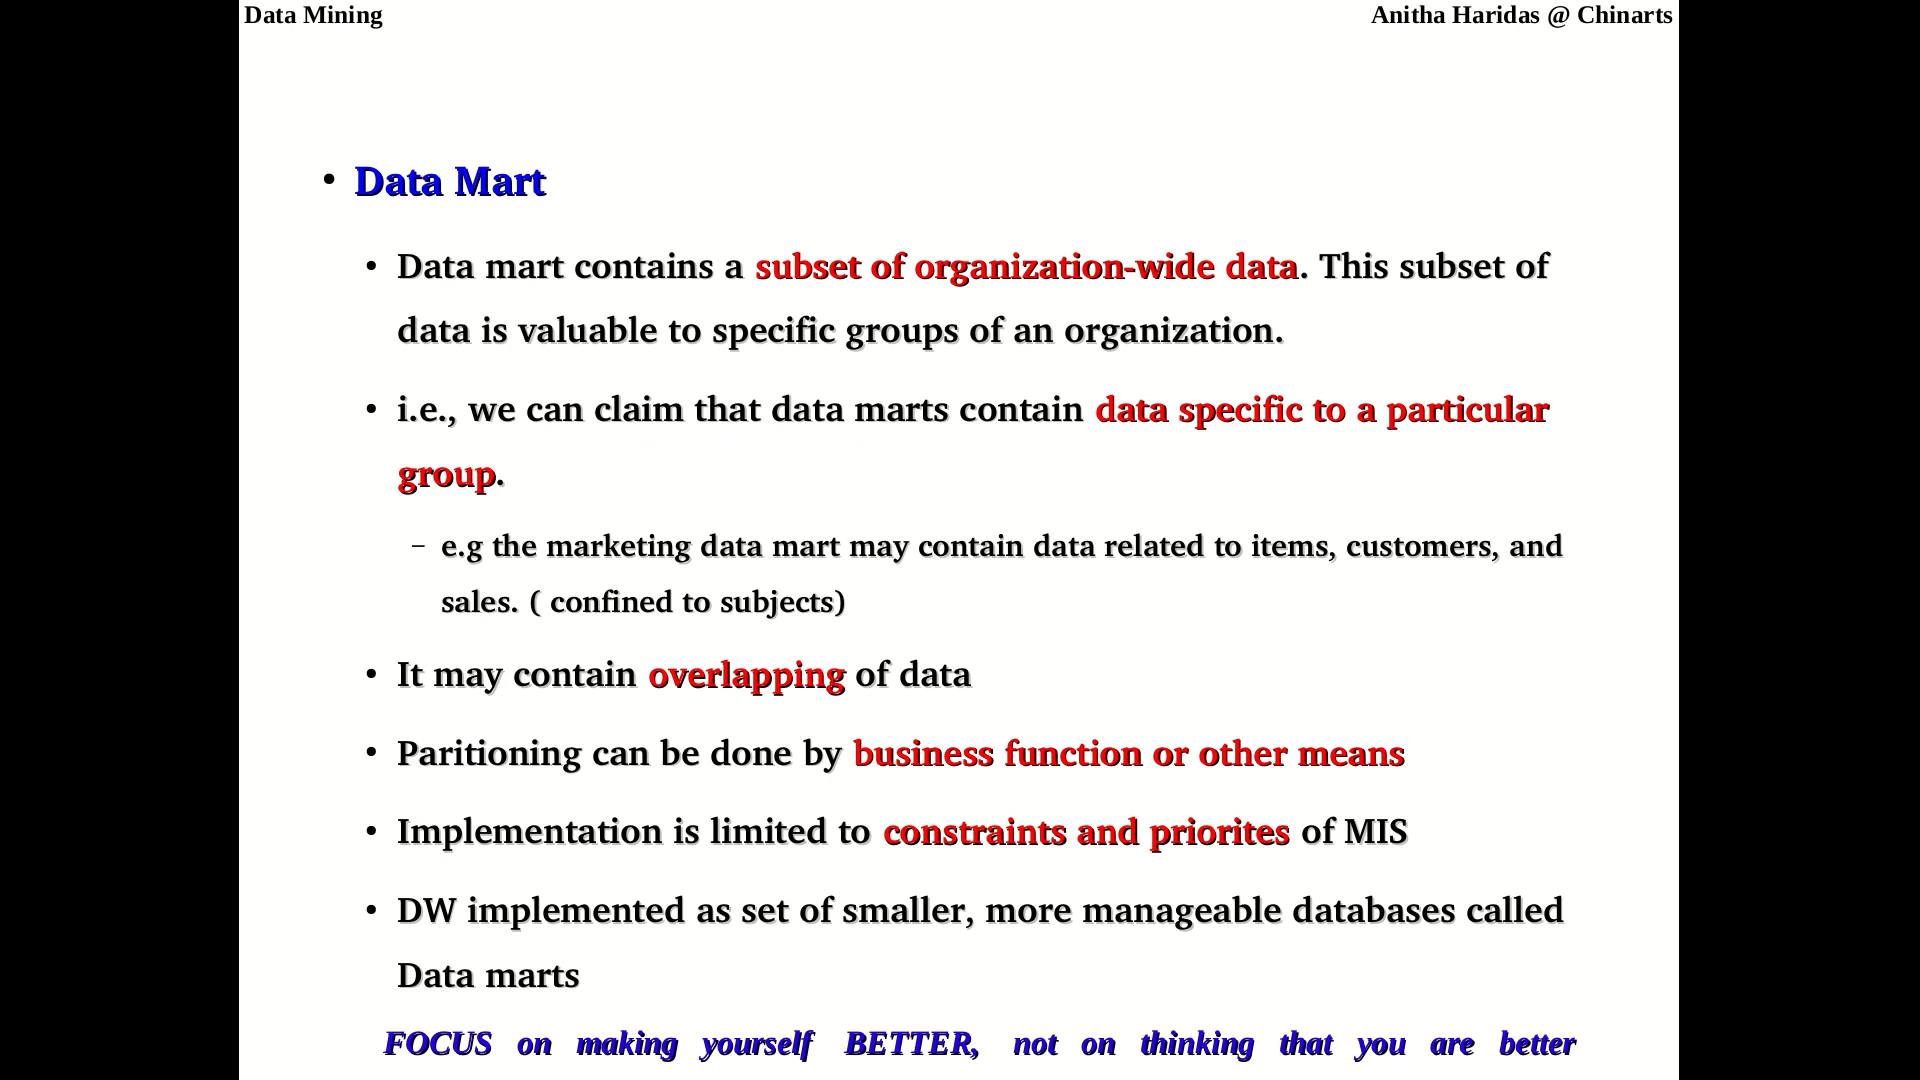 Data Mining
Anitha Haridas @ Chinarts
• Data Mart
• Data mart contains a subset of organization-wide data. This subset of
data is valuable to specific groups of an organization.
• i.e., we can claim that data marts contain data specific to a particular
group.
– e.g the marketing data mart may contain data related to items, customers, and
sales. ( confined to subjects)
• It may contain overlapping of data
• Paritioning can be done by business function or other means
• Implementation is limited to constraints and priorites of MIS
• DW implemented as set of smaller, more manageable databases called
Data marts
FOCUS on making yourself BETTER, not on thinking that you are better